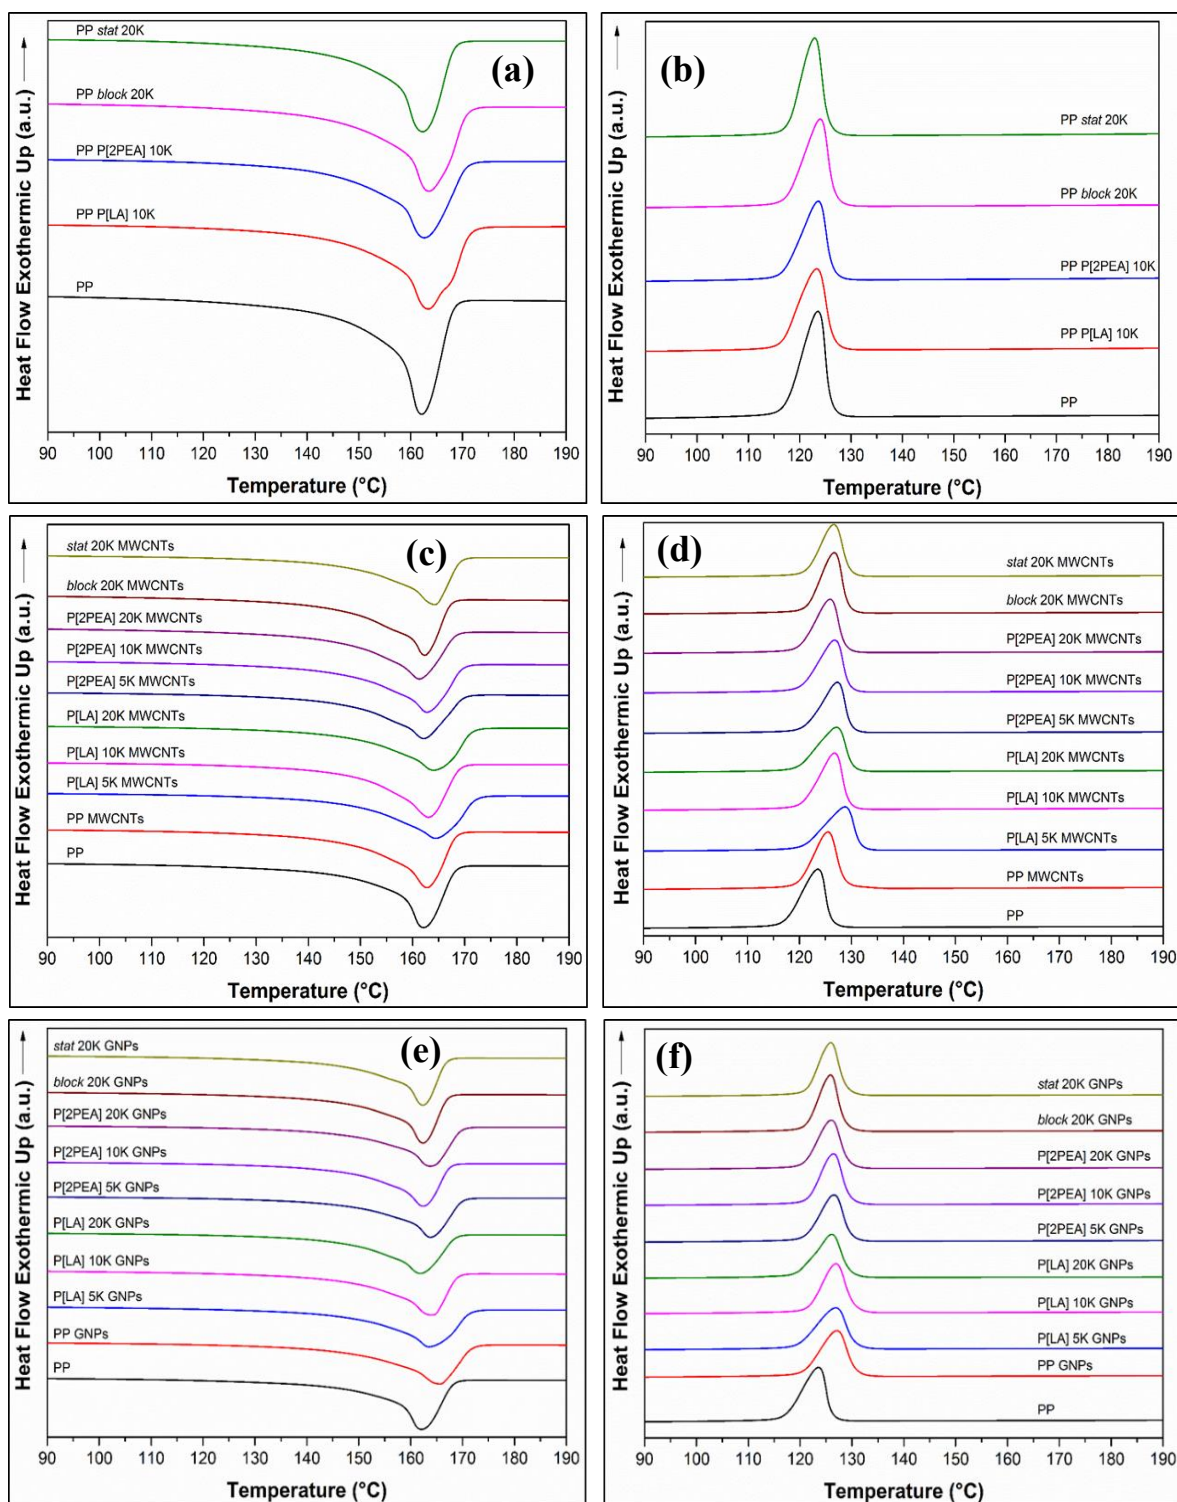 Heat Flow Exothermic Up (a.u.)
(a)
PP stat 20K
PP block 20K
PP P[2PEA] 10K
PP P[LA] 10K
PP
90 100 110 120 130 140 150 160 170 180 190
Temperature (°C)
Heat Flow Exothermic Up (a.u.)
(b)
PP stat 20K
PP block 20K
PP P[2PEA] 10K
PP P[LA] 10K
PP
90 100 110 120 130 140 150 160 170 180 190
Temperature (°C)
Heat Flow Exothermic Up (a.u.)
(c)
stat 20K MWCNTs
block 20K MWCNTs
P[2PEA] 20K MWCNTs
P[2PEA] 10K MWCNTs
P[2PEA] 5K MWCNTs
P[LA] 20K MWCNTs
P[LA] 10K MWCNTs
P[LA] 5K MWCNTs
PP MWCNTs
PP
90 100 110 120 130 140 150 160 170 180 190
Temperature (°C)
Heat Flow Exothermic Up (a.u.)
(d)
stat 20K MWCNTs
block 20K MWCNTs
P[2PEA] 20K MWCNTs
P[2PEA] 10K MWCNTs
P[2PEA] 5K MWCNTs
P[LA] 20K MWCNTs
P[LA] 10K MWCNTs
P[LA] 5K MWCNTs
PP MWCNTs
PP
90 100 110 120 130 140 150 160 170 180 190
Temperature (°C)
Heat Flow Exothermic Up (a.u.)
(e)
stat 20K GNPs
block 20K GNPs
P[2PEA] 20K GNPs
P[2PEA] 10K GNPs
P[2PEA] 5K GNPs
P[LA] 20K GNPs
P[LA] 10K GNPs
P[LA] 5K GNPs
PP GNPs
PP
90 100 110 120 130 140 150 160 170 180 190
Temperature (°C)
Heat Flow Exothermic Up (a.u.)
(f)
stat 20K GNPs
block 20K GNPs
P[2PEA] 20K GNPs
P[2PEA] 10K GNPs
P[2PEA] 5K GNPs
P[LA] 20K GNPs
P[LA] 10K GNPs
P[LA] 5K GNPs
PP GNPs
PP
90 100 110 120 130 140 150 160 170 180 190
Temperature (°C)